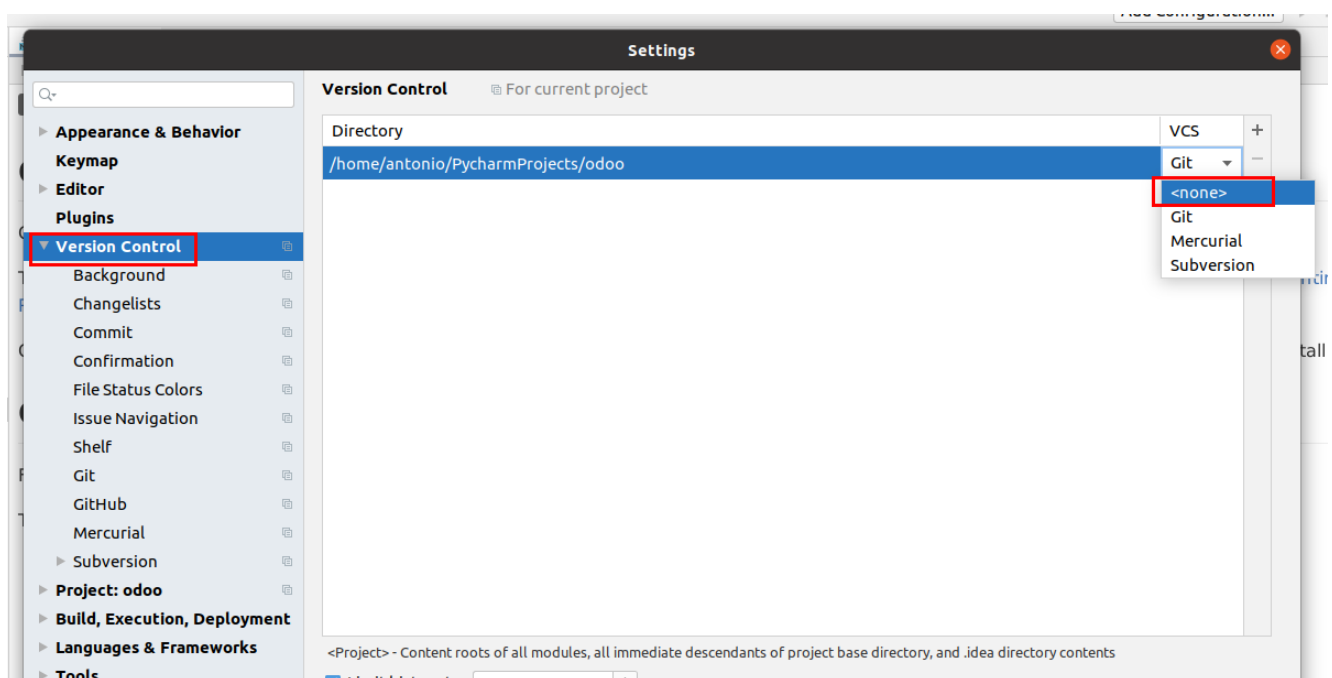 Settings
Version Control For current project
Appearance & Behavior
Keymap
Editor
Plugins
Version Control
Background
Changelists
Commit
Confirmation
File Status Colors
Issue Navigation
Shelf
Git
GitHub
Mercurial
Subversion
Project: odoo
Build, Execution, Deployment
Languages & Frameworks
Tools
Directory VCS
/home/antonio/PycharmProjects/odoo Git
<none>
Git
Mercurial
Subversion
tall
<Project> - Content roots of all modules, all immediate descendants of project base directory, and .idea directory contents